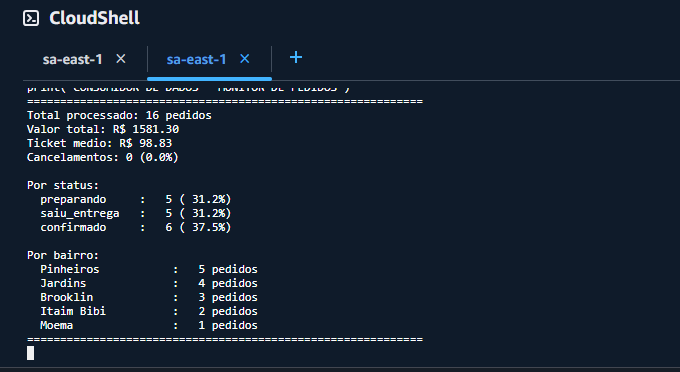 CloudShell
sa-east-1 × sa-east-1 × +
print("CONSUMIDOR DE DADOS - MONITOR DE PEDIDOS")
============================================================
Total processado: 16 pedidos
Valor total: R$ 1581.30
Ticket medio: R$ 98.83
Cancelamentos: 0 (0.0%)
Por status:
preparando : 5 ( 31.2%)
saiu_entrega : 5 ( 31.2%)
confirmado : 6 ( 37.5%)
Por bairro:
Pinheiros : 5 pedidos
Jardins : 4 pedidos
Brooklin : 3 pedidos
Itaim Bibi : 2 pedidos
Moema : 1 pedidos
============================================================